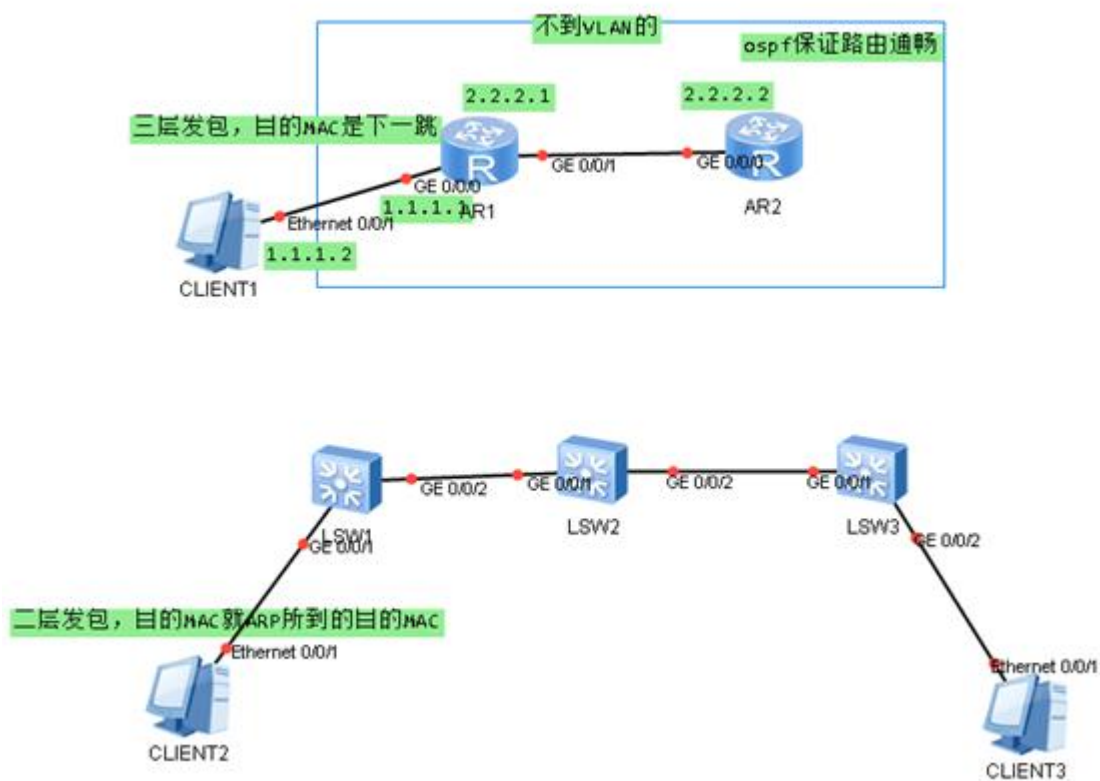 不到VLAN的
ospf保证路由通畅
2.2.2.1
2.2.2.2
三层发包，目的MAC是下一跳
GE 0/0/1
GE 0/0/0
GE 0/0/0
1.1.1.1
AR1
AR2
Ethernet 0/0/1
1.1.1.2
CLIENT1
GE 0/0/2
GE 0/0/1
GE 0/0/2
GE 0/0/1
LSW1
LSW2
LSW3
GE 0/0/1
GE 0/0/2
二层发包，目的MAC就ARP所到的目的MAC
Ethernet 0/0/1
Ethernet 0/0/1
CLIENT2
CLIENT3